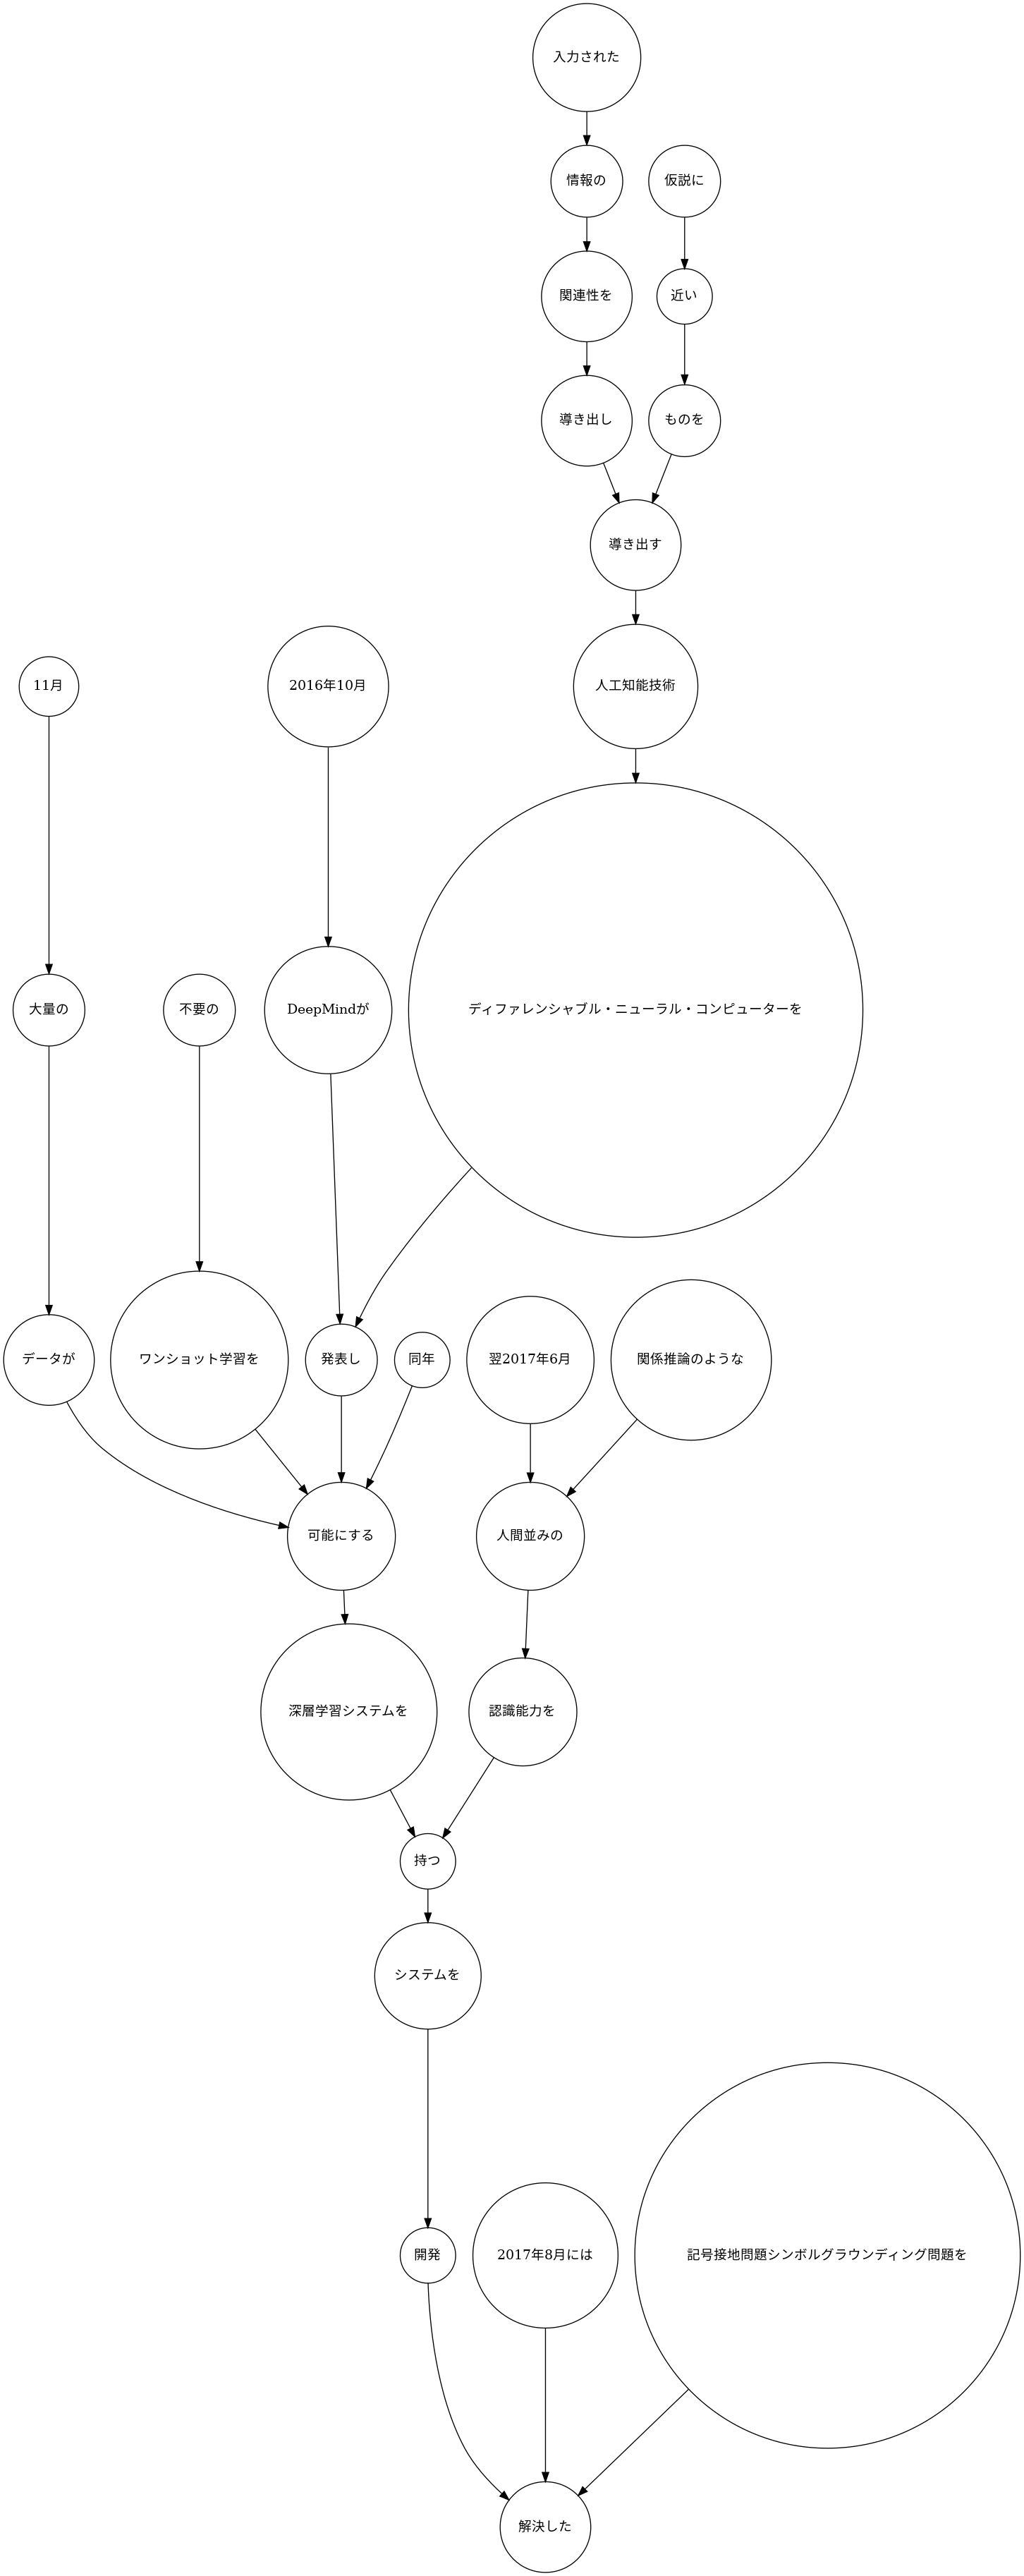 入力された
情報の
仮説に
関連性を
近い
導き出し
ものを
導き出す
人工知能技術
11月
2016年10月
大量の
不要の
DeepMindが
ディファレンシャブル・ニューラル・コンピューターを
データが
ワンショット学習を
発表し
同年
翌2017年6月
関係推論のような
可能にする
人間並みの
深層学習システムを
認識能力を
持つ
システムを
開発
2017年8月には
記号接地問題シンボルグラウンディング問題を
解決した